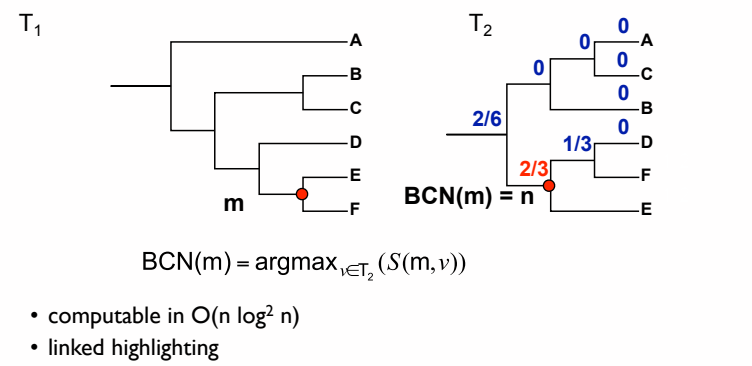 T1
A
B
C
D
E
F
m
T2
0
A
0
0
C
0
0
B
2/6
0
D
1/3
F
2/3
BCN(m) = n
E
BCN(m) = argmax v∈T2 (S(m,v))
• computable in O(n log² n)
• linked highlighting